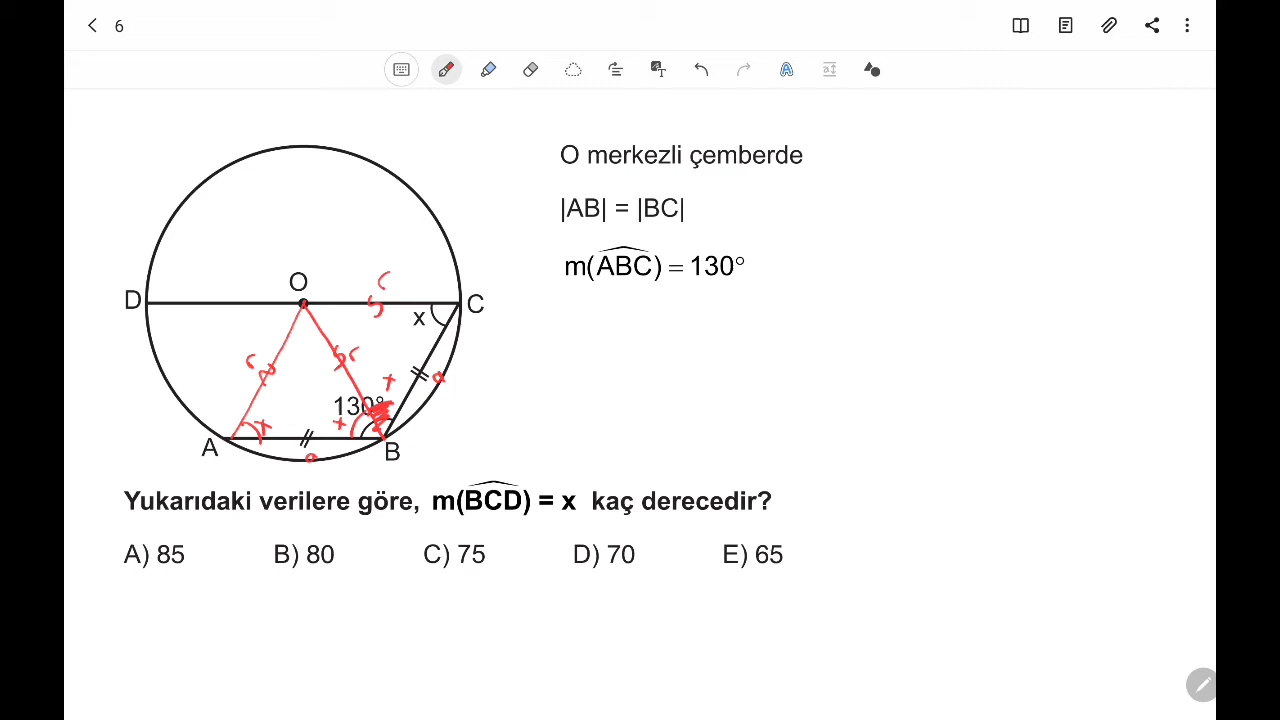 6
O merkezli çemberde
|AB| = |BC|
m(ABC) = 130°
O
r
D
C
x
r
r
x
a
130°
x
x
A
B
a
Yukarıdaki verilere göre, m(BCD) = x kaç derecedir?
A) 85 B) 80 C) 75 D) 70 E) 65